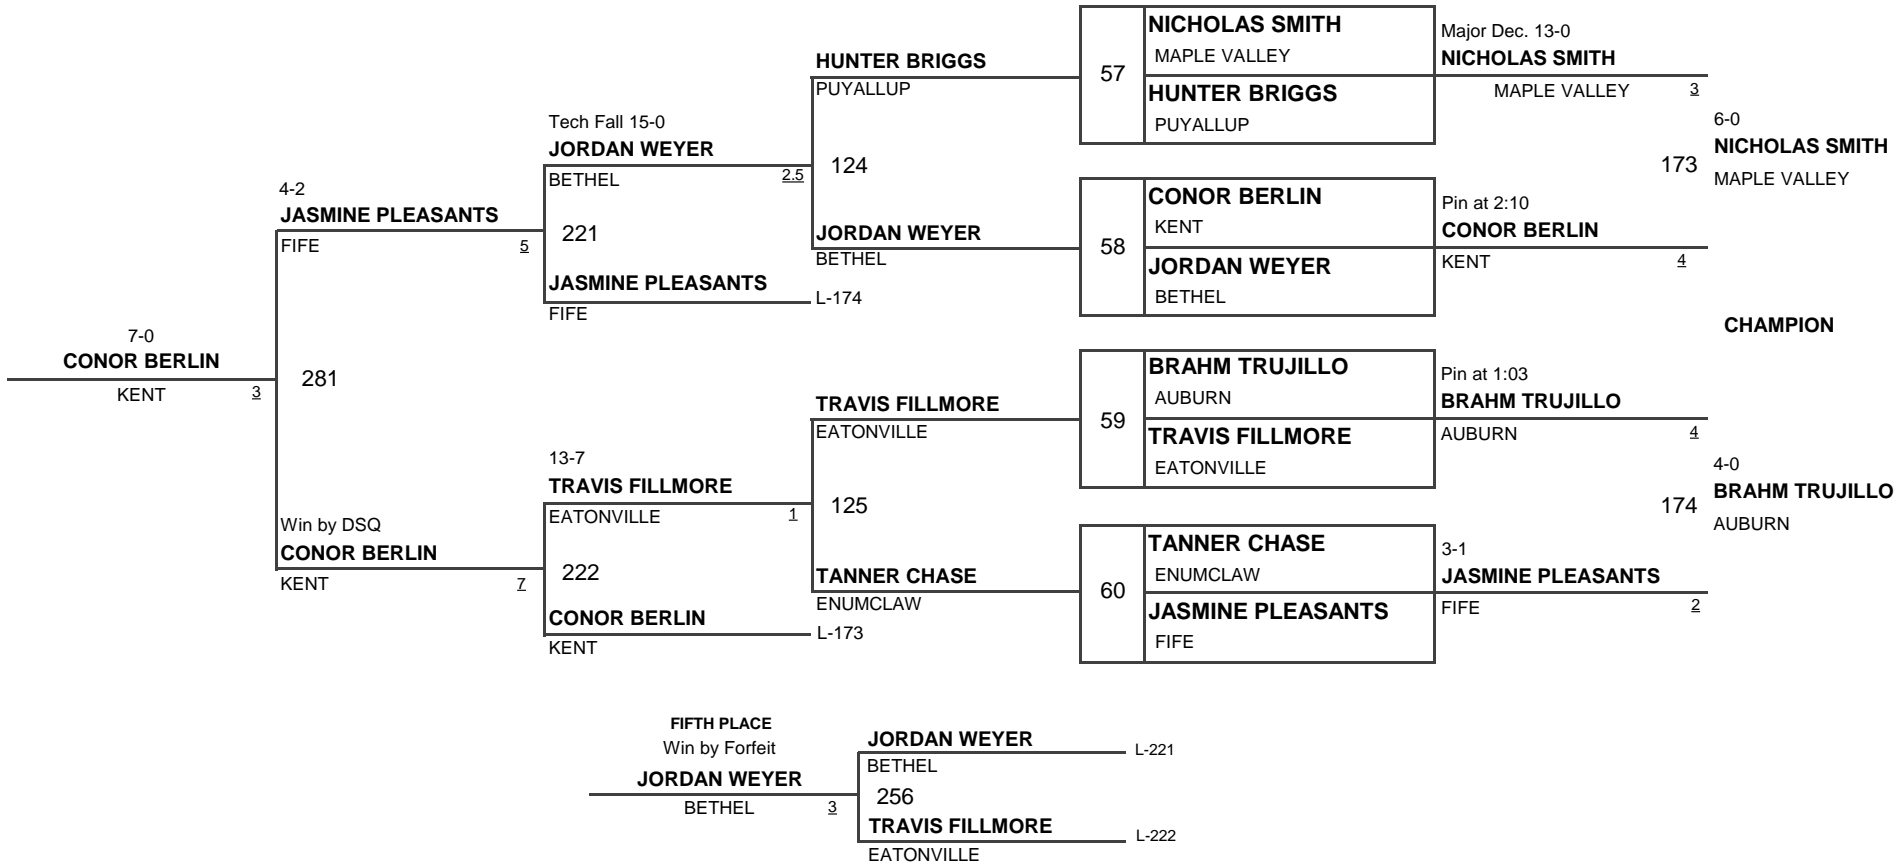 NICHOLAS SMITH
MAPLE VALLEY
57
HUNTER BRIGGS
PUYALLUP
Major Dec. 13-0
NICHOLAS SMITH
MAPLE VALLEY 3
HUNTER BRIGGS
PUYALLUP
6-0
NICHOLAS SMITH
173
MAPLE VALLEY
Tech Fall 15-0
JORDAN WEYER
BETHEL 2.5
124
CONOR BERLIN
KENT
58
JORDAN WEYER
BETHEL
Pin at 2:10
CONOR BERLIN
KENT 4
4-2
JASMINE PLEASANTS
FIFE 5
221
JORDAN WEYER
BETHEL
JASMINE PLEASANTS
L-174
FIFE
CHAMPION
7-0
CONOR BERLIN
KENT 3
281
BRAHM TRUJILLO
AUBURN
59
TRAVIS FILLMORE
EATONVILLE
Pin at 1:03
BRAHM TRUJILLO
AUBURN 4
TRAVIS FILLMORE
EATONVILLE
4-0
BRAHM TRUJILLO
174
AUBURN
13-7
TRAVIS FILLMORE
EATONVILLE 1
125
TANNER CHASE
ENUMCLAW
60
JASMINE PLEASANTS
FIFE
3-1
JASMINE PLEASANTS
FIFE 2
Win by DSQ
CONOR BERLIN
KENT 7
222
TANNER CHASE
ENUMCLAW
CONOR BERLIN
L-173
KENT
FIFTH PLACE
Win by Forfeit
JORDAN WEYER
BETHEL 3
JORDAN WEYER
L-221
BETHEL
256
TRAVIS FILLMORE
L-222
EATONVILLE